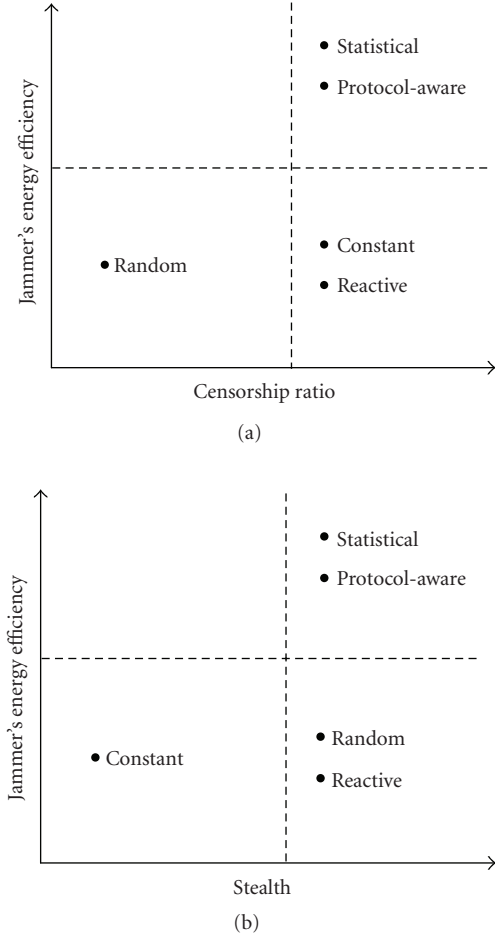 Jammer's energy efficiency
Statistical
Protocol-aware
Constant
Random
Reactive
Censorship ratio
(a)
Jammer's energy efficiency
Statistical
Protocol-aware
Random
Constant
Reactive
Stealth
(b)